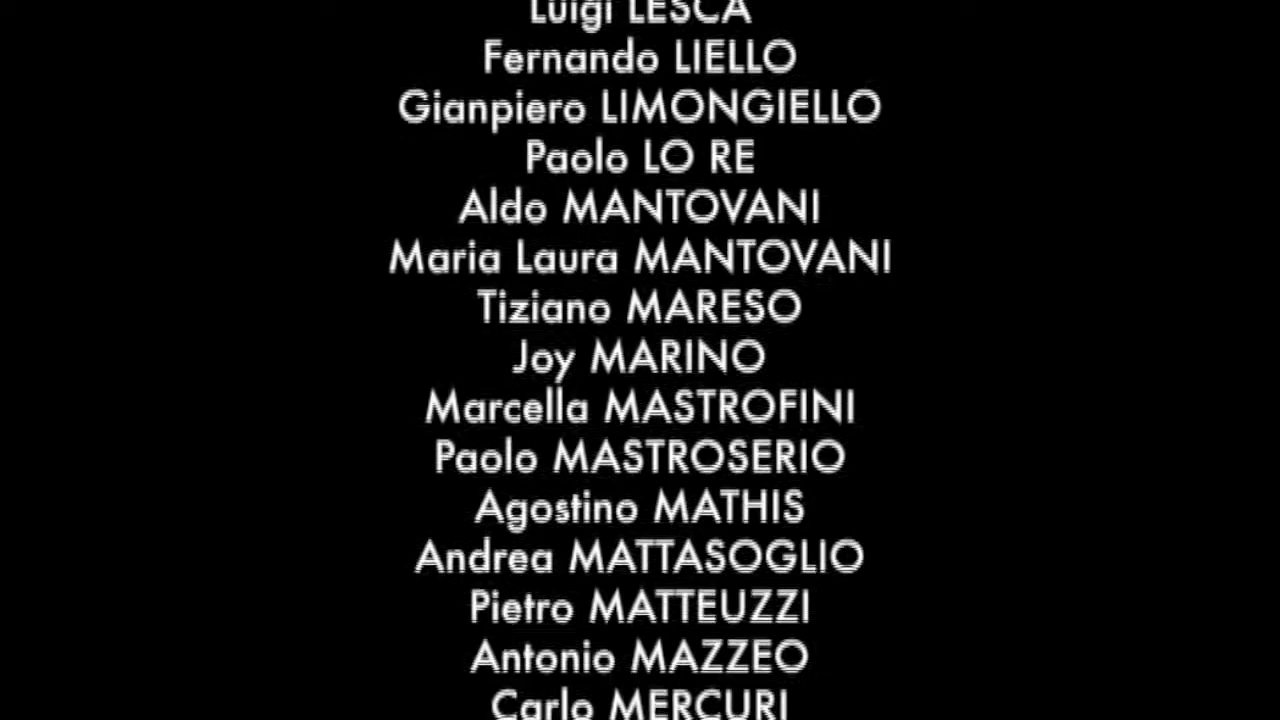 Luigi LESCA
Fernando LIELLO
Gianpiero LIMONGIELLO
Paolo LO RE
Aldo MANTOVANI
Maria Laura MANTOVANI
Tiziano MARESO
Joy MARINO
Marcella MASTROFINI
Paolo MASTROSERIO
Agostino MATHIS
Andrea MATTASOGLIO
Pietro MATTEUZZI
Antonio MAZZEO
Carlo MERCURI